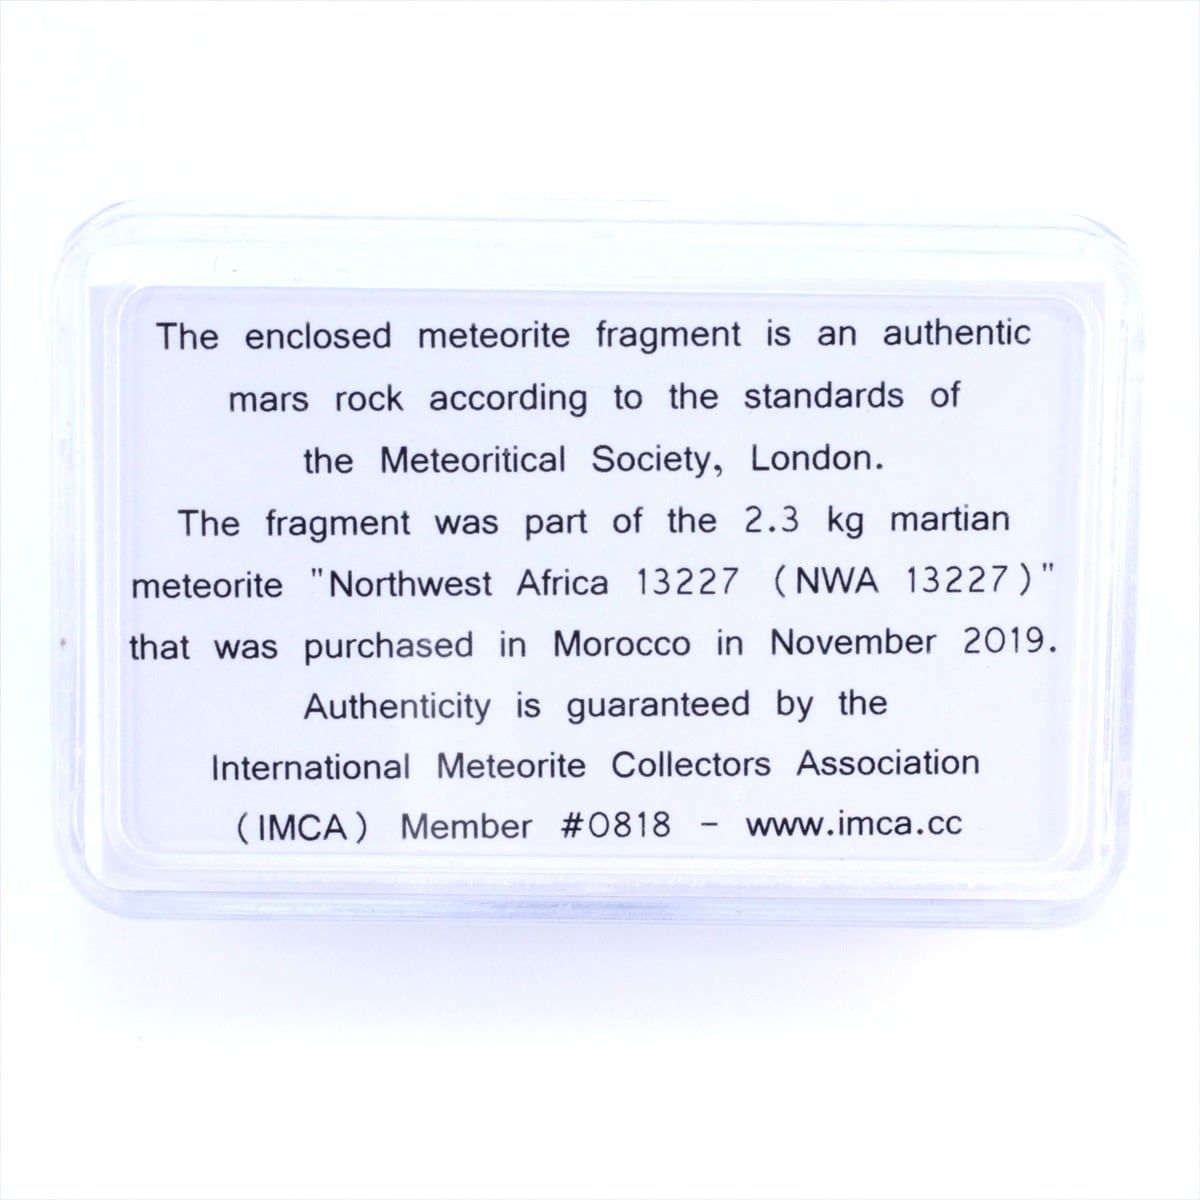 The enclosed meteorite fragment is an authentic
mars rock according to the standards of
the Meteoritical Society, London.
The fragment was part of the 2.3 kg martian
meteorite "Northwest Africa 13227 (NWA 13227)"
that was purchased in Morocco in November 2019.
Authenticity is guaranteed by the
International Meteorite Collectors Association
(IMCA) Member #0818 - www.imca.cc